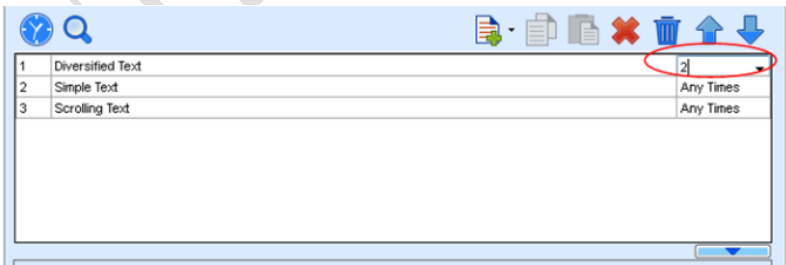 1 Diversified Text 2
2 Simple Text Any Times
3 Scrolling Text Any Times